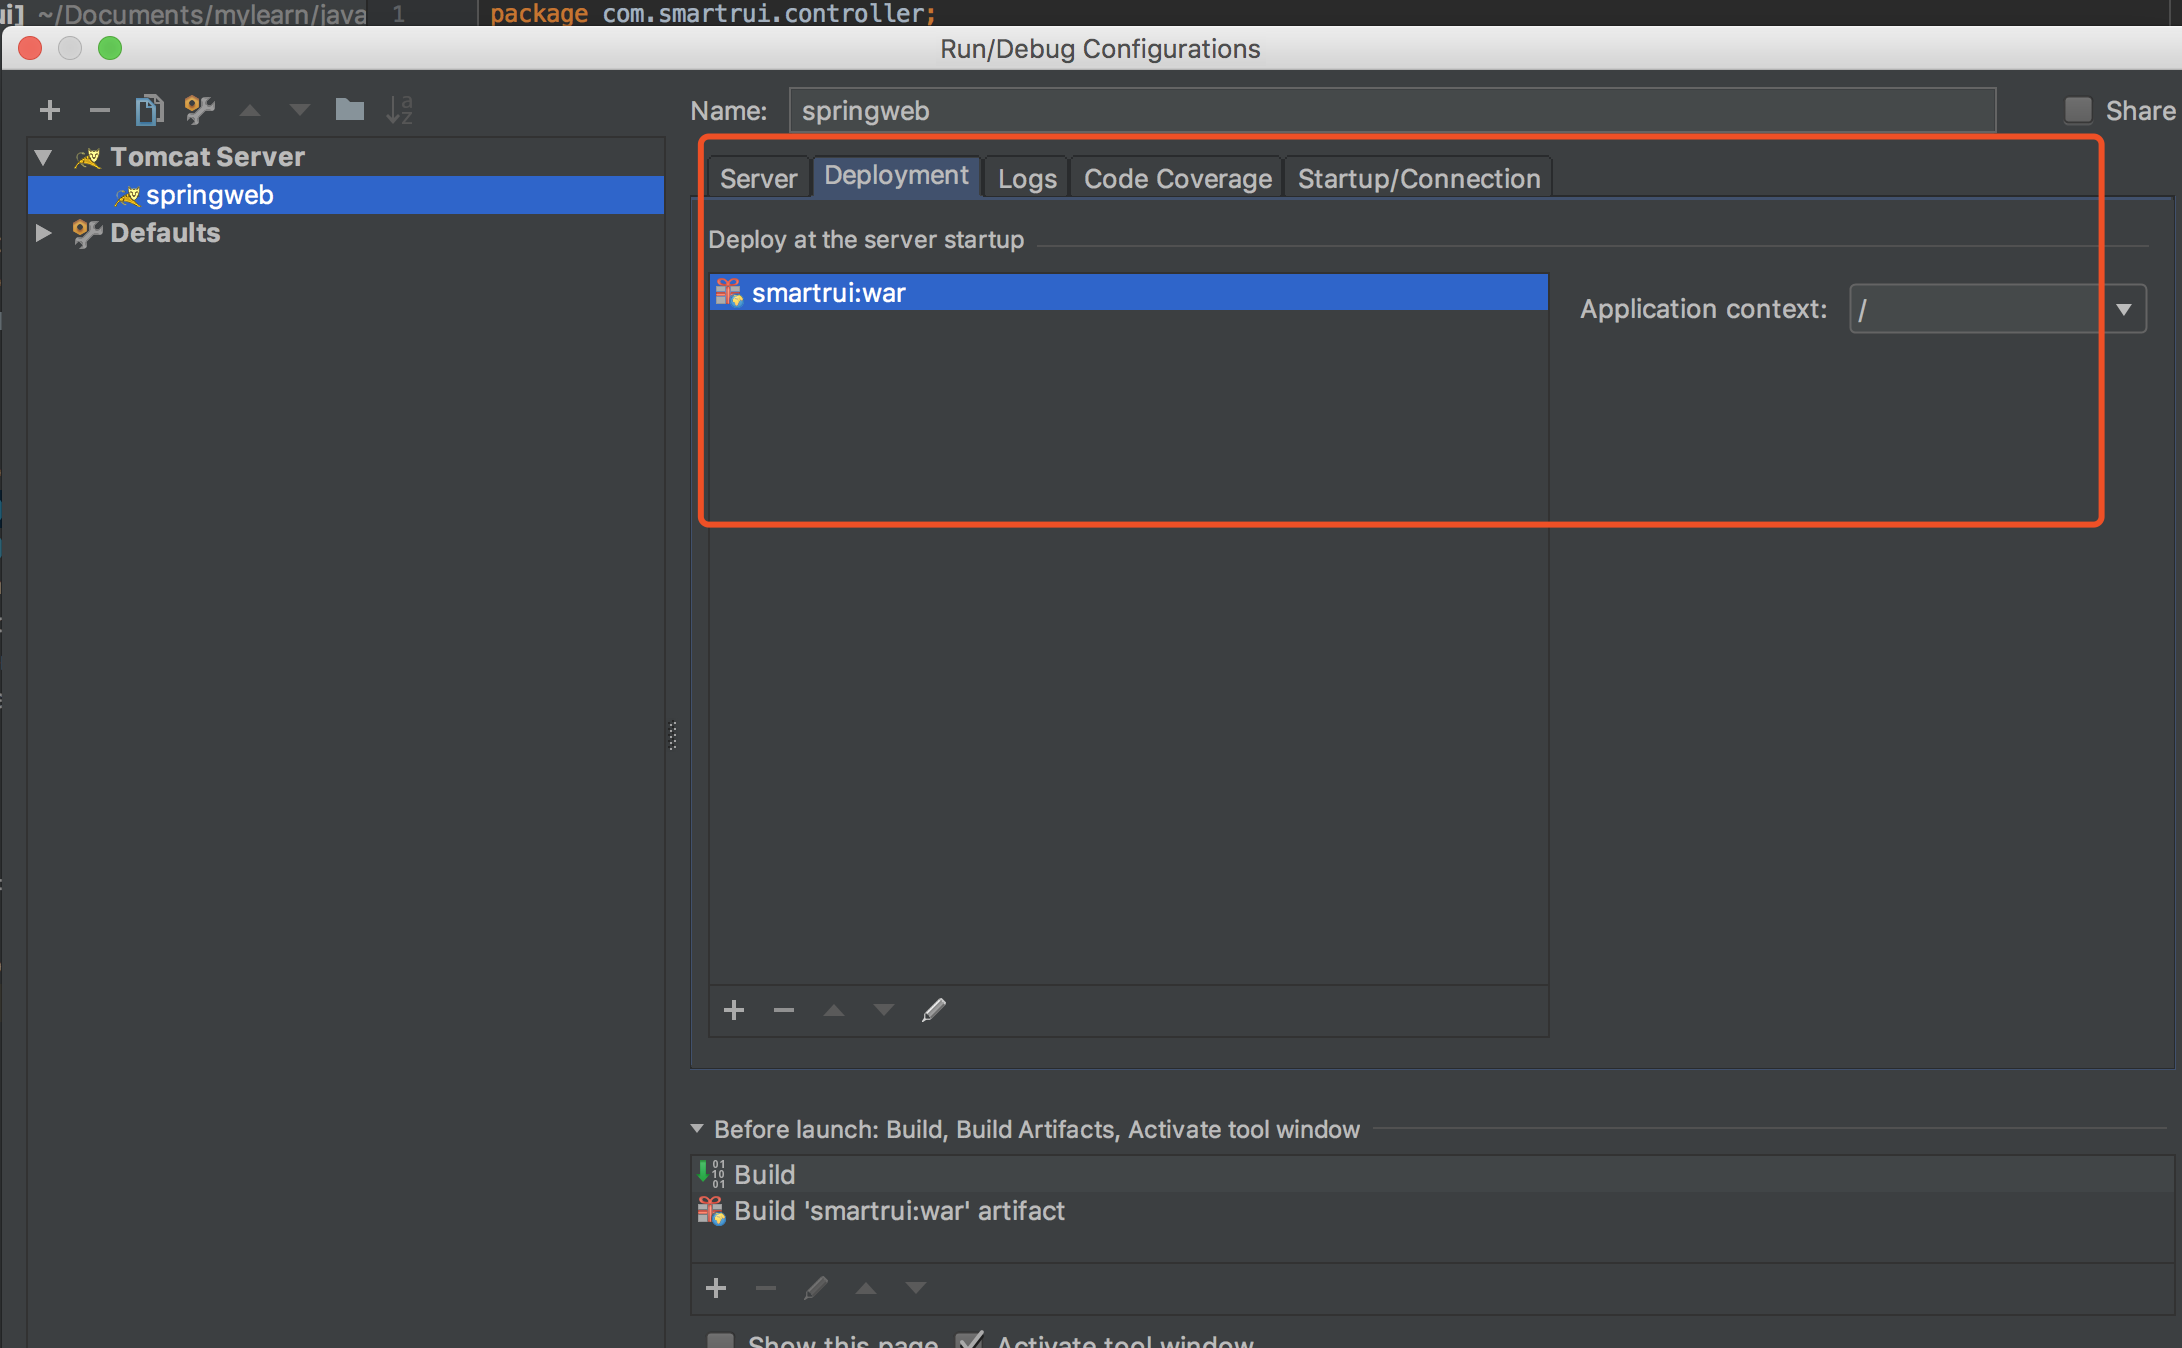 ui] ~/Documents/mylearn/java 1 package com.smartrui.controller;
Run/Debug Configurations
Name: springweb Share
Tomcat Server
springweb
Defaults
Server Deployment Logs Code Coverage Startup/Connection
Deploy at the server startup
smartrui:war
Application context: /
Before launch: Build, Build Artifacts, Activate tool window
Build
Build 'smartrui:war' artifact
Show this page Activate tool window